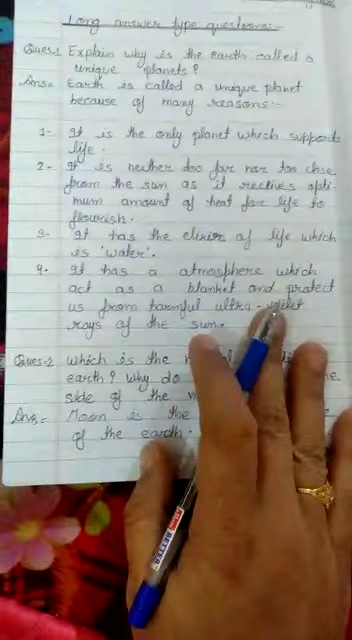 Long answer type questions:-
Ques-1 Explain why is the earth called a
unique planets?
Ans:- Earth is called a unique planet
because of many reasons:-
1- It is the only planet which supports
life.
2- It is neither too far nor too close
from the sun as it recieves opti-
mum amount of heat for life to
flourish.
3- It has the elixir of life which
is 'water'.
4. It has a atmosphere which
act as a blanket and protect
us from harmful ultra-violet
rays of the sun.
Ques:-2 which is the
earth? Why do
side of the
Ans:- Moon is the
of the earth.